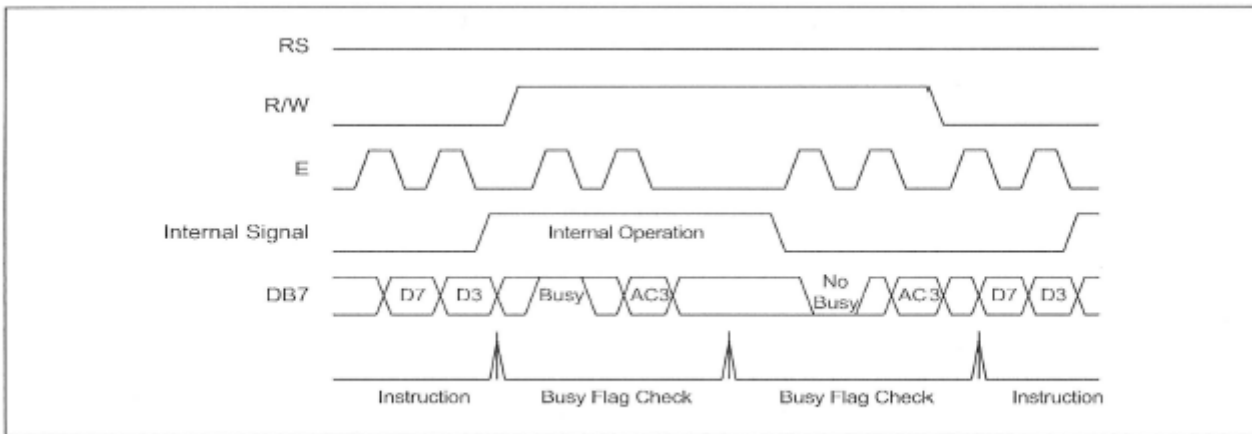 RS
R/W
E
Internal Signal
Internal Operation
DB7
D7
D3
Busy
AC3
No
Busy
AC3
D7
D3
Instruction
Busy Flag Check
Busy Flag Check
Instruction